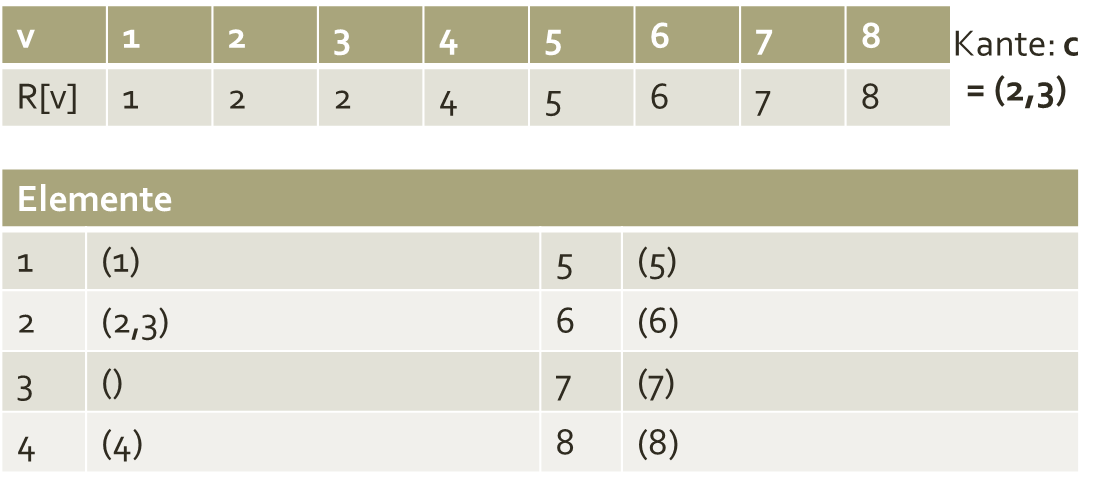 v 1 2 3 4 5 6 7 8
R[v] 1 2 2 4 5 6 7 8
Kante: c
= (2,3)
Elemente
1 (1) 5 (5)
2 (2,3) 6 (6)
3 () 7 (7)
4 (4) 8 (8)